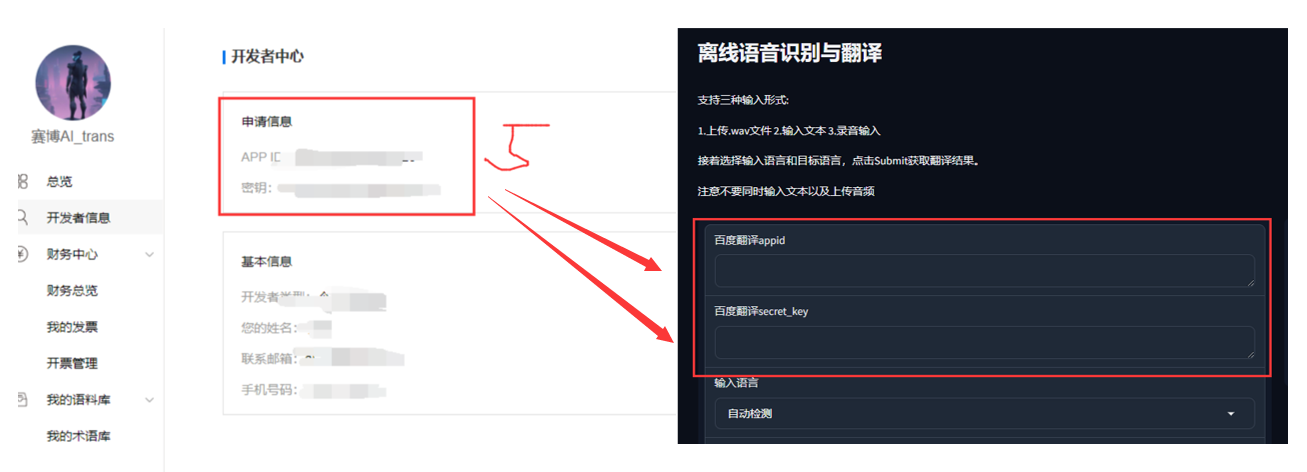 赛博AI_trans
总览
开发者信息
财务中心
财务总览
我的发票
开票管理
我的语料库
我的术语库
开发者中心
申请信息
APP ID
密钥:
基本信息
开发者类型:
您的姓名:
联系邮箱:
手机号码:
5
离线语音识别与翻译
支持三种输入形式:
1.上传.wav文件 2.输入文本 3.录音输入
接着选择输入语言和目标语言，点击Submit获取翻译结果。
注意不要同时输入文本以及上传音频
百度翻译appid
百度翻译secret_key
输入语言
自动检测